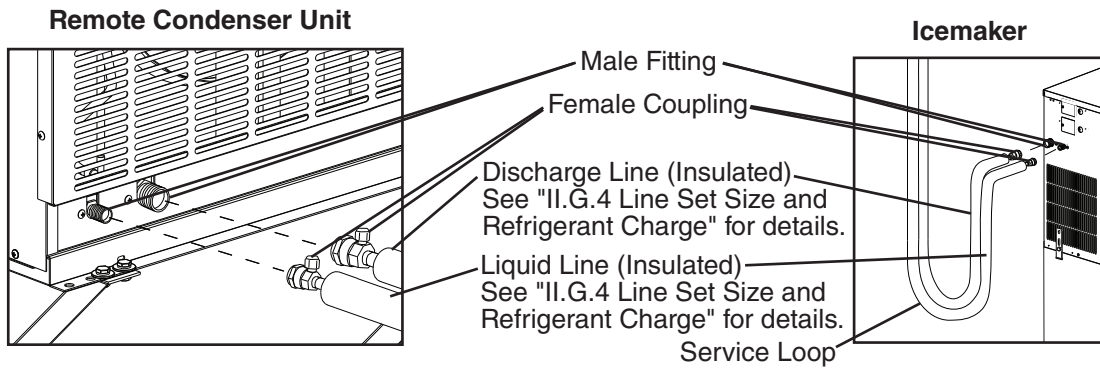 Remote Condenser Unit
Icemaker
Male Fitting
Female Coupling
Discharge Line (Insulated)
See "II.G.4 Line Set Size and
Refrigerant Charge" for details.
Liquid Line (Insulated)
See "II.G.4 Line Set Size and
Refrigerant Charge" for details.
Service Loop